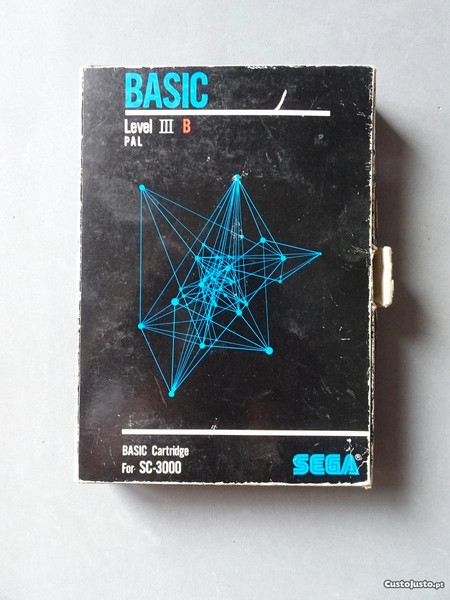 BASIC
Level III B
PAL
BASIC Cartridge
For SC-3000
SEGA®
CustoJusto.pt